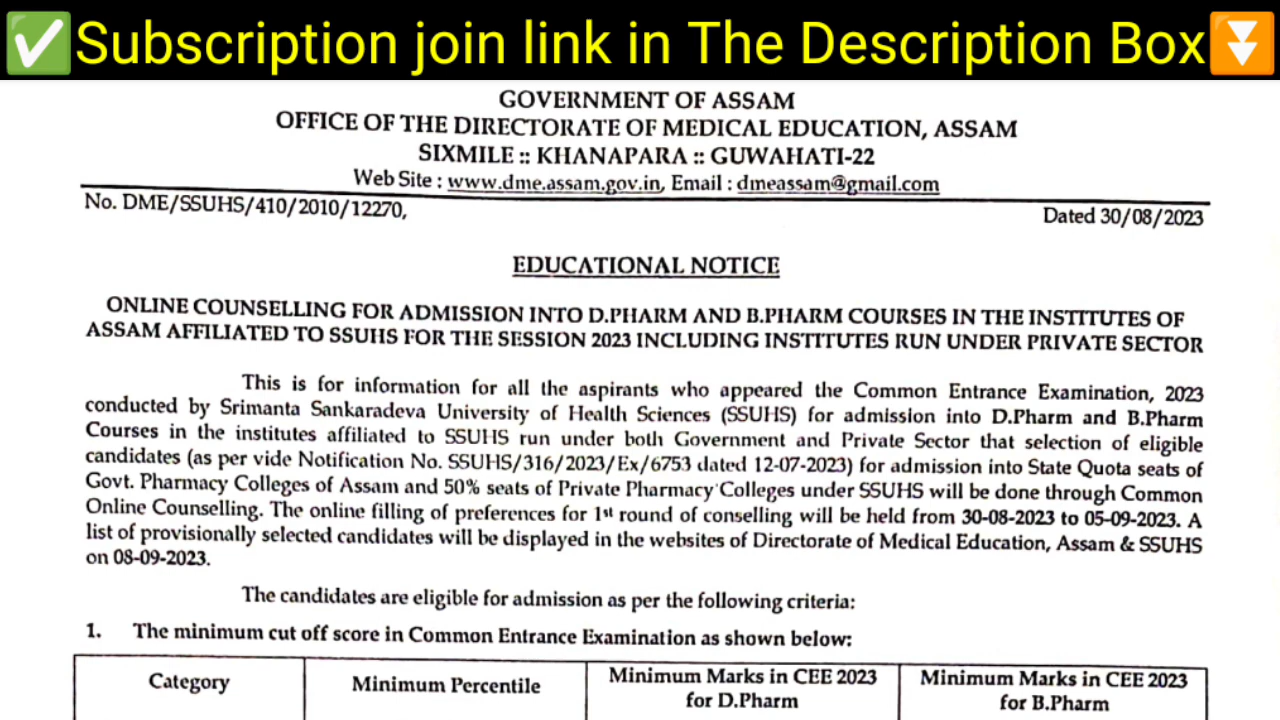 ✅Subscription join link in The Description Box⏬
GOVERNMENT OF ASSAM
OFFICE OF THE DIRECTORATE OF MEDICAL EDUCATION, ASSAM
SIXMILE :: KHANAPARA :: GUWAHATI-22
Web Site : www.dme.assam.gov.in, Email : dmeassam@gmail.com
No. DME/SSUHS/410/2010/12270,
Dated 30/08/2023
EDUCATIONAL NOTICE
ONLINE COUNSELLING FOR ADMISSION INTO D.PHARM AND B.PHARM COURSES IN THE INSTITUTES OF
ASSAM AFFILIATED TO SSUHS FOR THE SESSION 2023 INCLUDING INSTITUTES RUN UNDER PRIVATE SECTOR
This is for information for all the aspirants who appeared the Common Entrance Examination, 2023
conducted by Srimanta Sankaradeva University of Health Sciences (SSUHS) for admission into D.Pharm and B.Pharm
Courses in the institutes affiliated to SSUHS run under both Government and Private Sector that selection of eligible
candidates (as per vide Notification No. SSUHS/316/2023/Ex/6753 dated 12-07-2023) for admission into State Quota seats of
Govt. Pharmacy Colleges of Assam and 50% seats of Private Pharmacy Colleges under SSUHS will be done through Common
Online Counselling. The online filling of preferences for 1st round of conselling will be held from 30-08-2023 to 05-09-2023. A
list of provisionally selected candidates will be displayed in the websites of Directorate of Medical Education, Assam & SSUHS
on 08-09-2023.
The candidates are eligible for admission as per the following criteria:
1. The minimum cut off score in Common Entrance Examination as shown below:
Category
Minimum Percentile
Minimum Marks in CEE 2023
for D.Pharm
Minimum Marks in CEE 2023
for B.Pharm